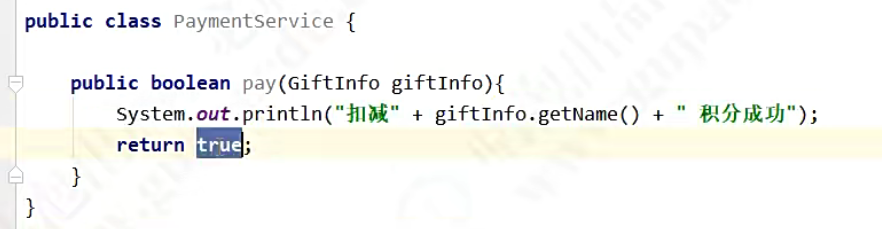 public class PaymentService {
public boolean pay(GiftInfo giftInfo){
System.out.println("扣减" + giftInfo.getName() + " 积分成功");
return true;
}
}